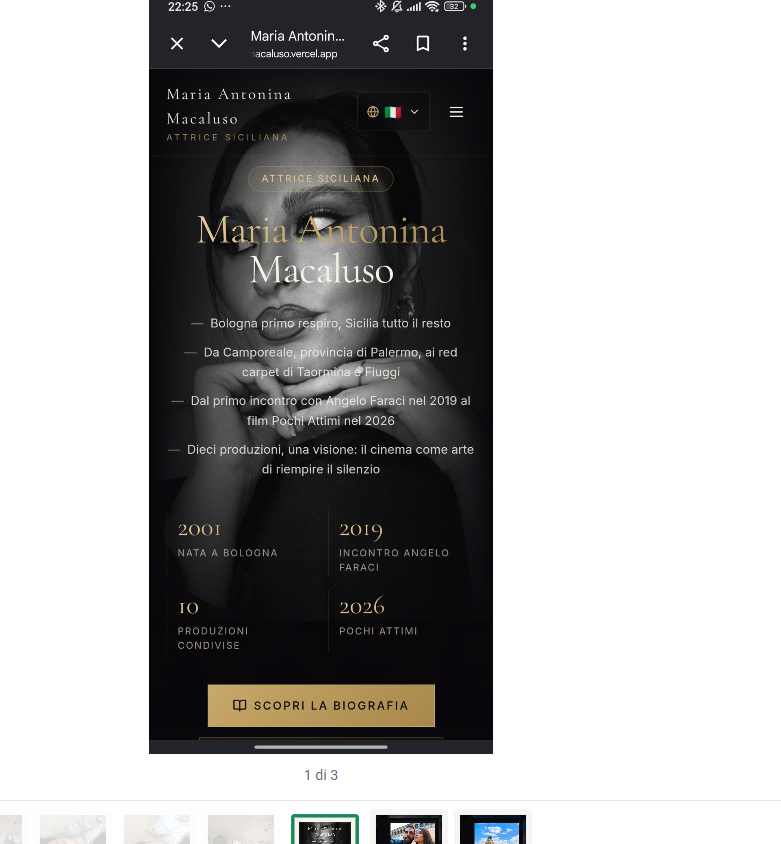 22:25
82
Maria Antonin...
acaluso.vercel.app
Maria Antonina
Macaluso
ATTRICE SICILIANA
ATTRICE SICILIANA
Maria Antonina
Macaluso
— Bologna primo respiro, Sicilia tutto il resto
— Da Camporeale, provincia di Palermo, ai red
carpet di Taormina e Fiuggi
— Dal primo incontro con Angelo Faraci nel 2019 al
film Pochi Attimi nel 2026
— Dieci produzioni, una visione: il cinema come arte
di riempire il silenzio
2001
NATA A BOLOGNA
2019
INCONTRO ANGELO
FARACI
10
PRODUZIONI
CONDIVISE
2026
POCHI ATTIMI
SCOPRI LA BIOGRAFIA
1 di 3